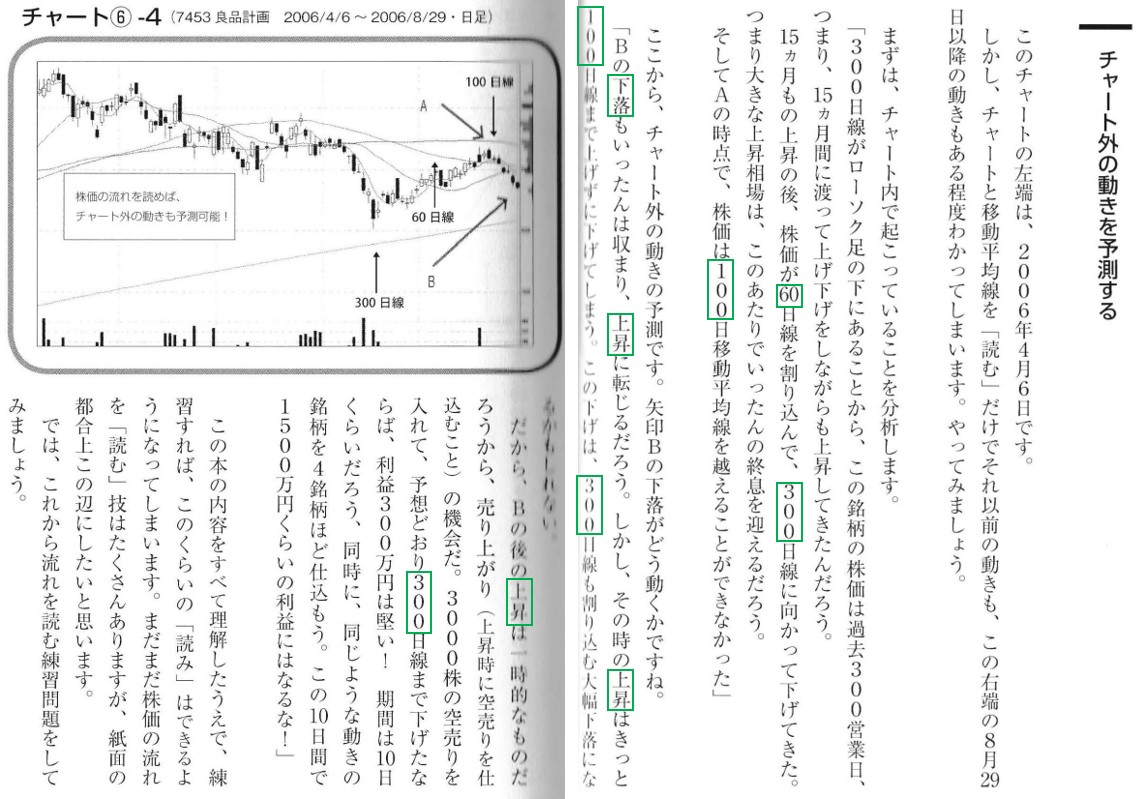 チャート外の動きを予測する
このチャートの左端は、２００６年４月６日です。
しかし、チャートと移動平均線を「読む」だけでそれ以前の動きも、この右端の８月29
日以降の動きもある程度わかってしまいます。やってみましょう。
まずは、チャート内で起こっていることを分析します。
「３００日線がローソク足の下にあることから、この銘柄の株価は過去３００営業日、
つまり、15ヵ月間に渡って上げ下げをしながらも上昇してきたんだろう。
15ヵ月もの上昇の後、株価が60日線を割り込んで、３００日線に向かって下げてきた。
つまり大きな上昇相場は、このあたりでいったんの終息を迎えるだろう。
そしてＡの時点で、株価は１００日移動平均線を越えることができなかった」
ここから、チャート外の動きの予測です。矢印Ｂの下落がどう動くかですね。
「Ｂの下落もいったんは収まり、上昇に転じるだろう。しかし、その時の上昇はきっと
１００日線まで上げずに下げてしまう。この下げは、３００日線も割り込む大幅下落にな
チャート⑥-4（7453 良品計画　2006/4/6～2006/8/29・日足）
100日線
A
株価の流れを読めば、
チャート外の動きも予測可能！
60日線
B
300日線
るかもしれない。
だから、Ｂの後の上昇は一時的なものだ
ろうから、売り上がり（上昇時に空売りを仕
込むこと）の機会だ。３０００株の空売りを
入れて、予想どおり３００日線まで下げたな
らば、利益３００万円は堅い！　期間は10日
くらいだろう、同時に、同じような動きの
銘柄を４銘柄ほど仕込もう。この10日間で
１５００万円くらいの利益にはなるな！」
この本の内容をすべて理解したうえで、練
習すれば、このくらいの「読み」はできるよ
うになってしまいます。まだまだ株価の流れ
を「読む」技はたくさんありますが、紙面の
都合上この辺にしたいと思います。
では、これから流れを読む練習問題をして
みましょう。